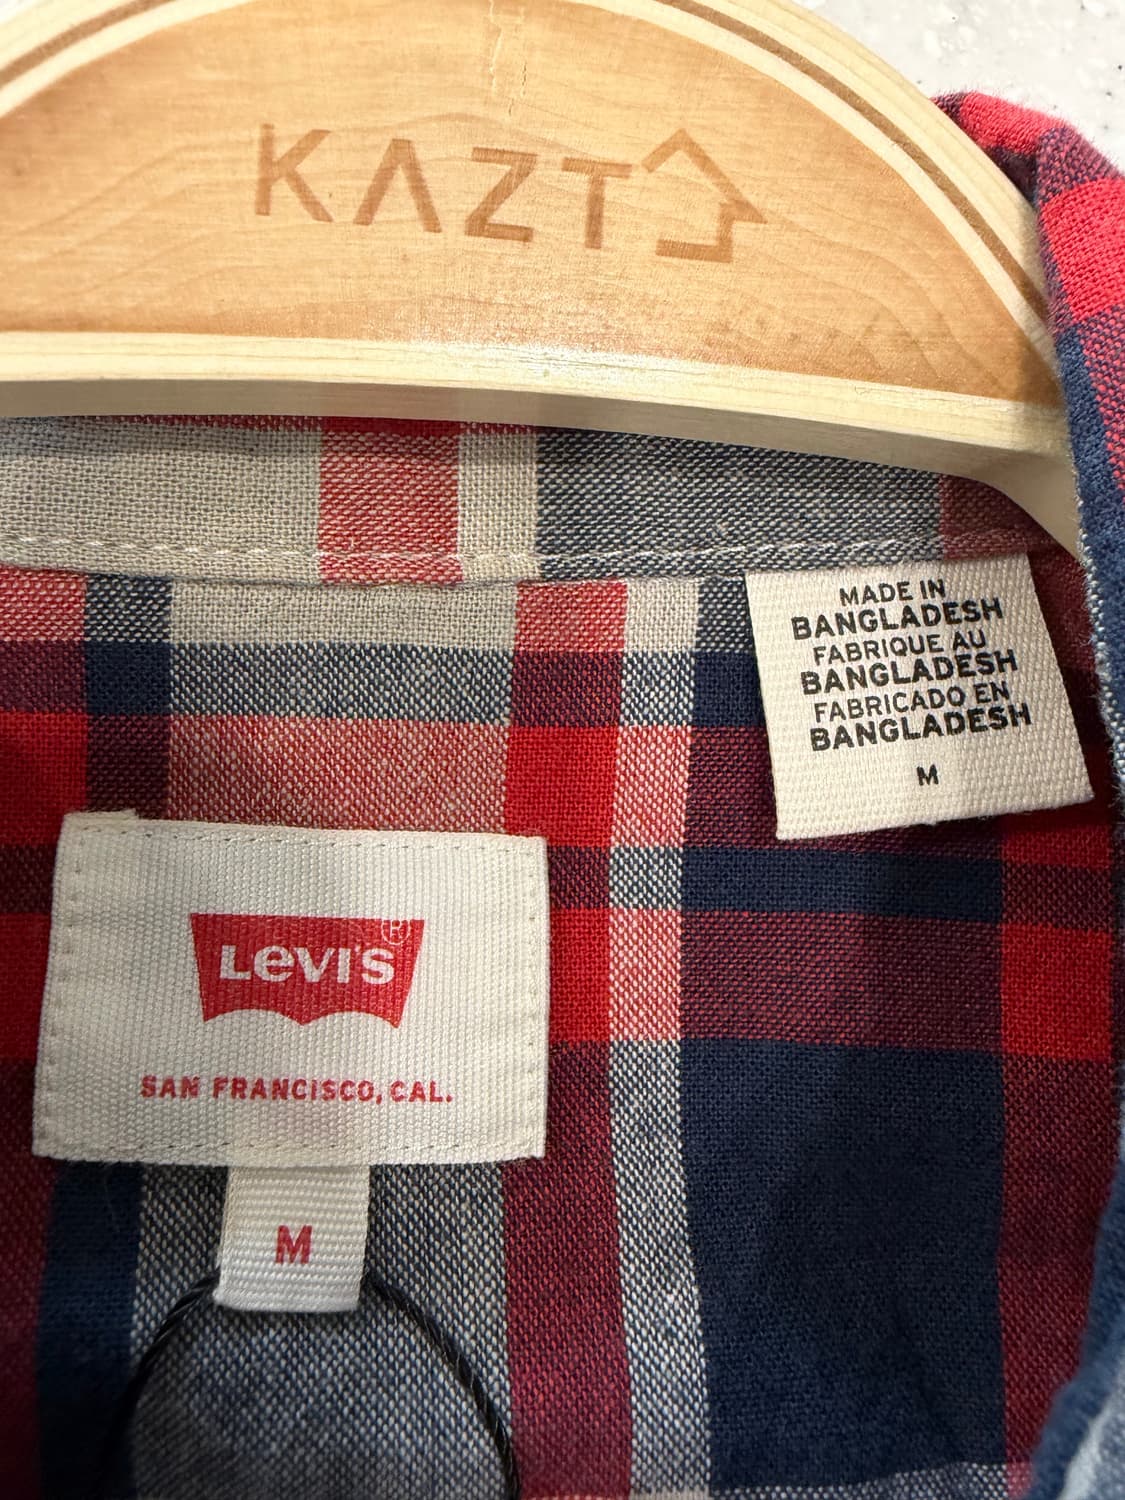 KAZT
MADE IN
BANGLADESH
FABRIQUE AU
BANGLADESH
FABRICADO EN
BANGLADESH
M
LEVI'S®
SAN FRANCISCO, CAL.
M